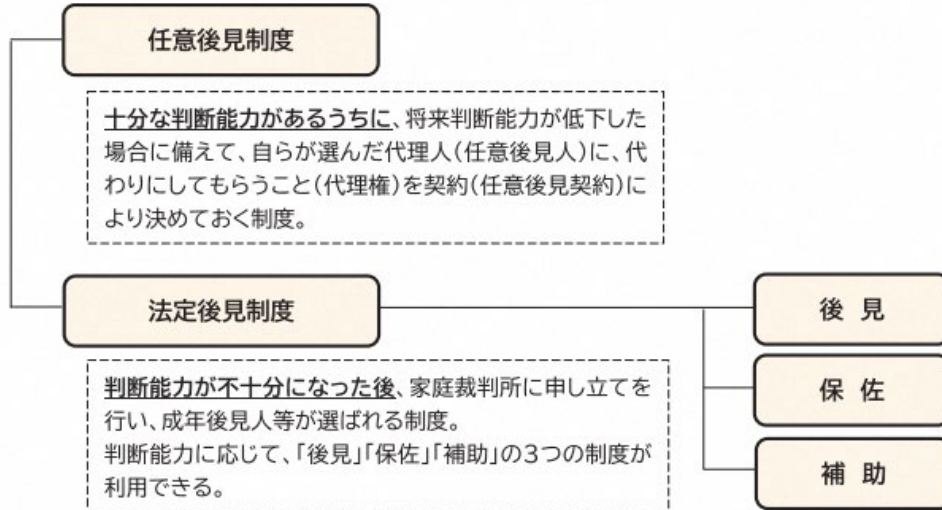 任意後見制度
十分な判断能力があるうちに、将来判断能力が低下した
場合に備えて、自らが選んだ代理人(任意後見人)に、代
わりにしてもらうこと(代理権)を契約(任意後見契約)に
より決めておく制度。
法定後見制度
後 見
保 佐
補 助
判断能力が不十分になった後、家庭裁判所に申し立てを
行い、成年後見人等が選ばれる制度。
判断能力に応じて、「後見」「保佐」「補助」の3つの制度が
利用できる。